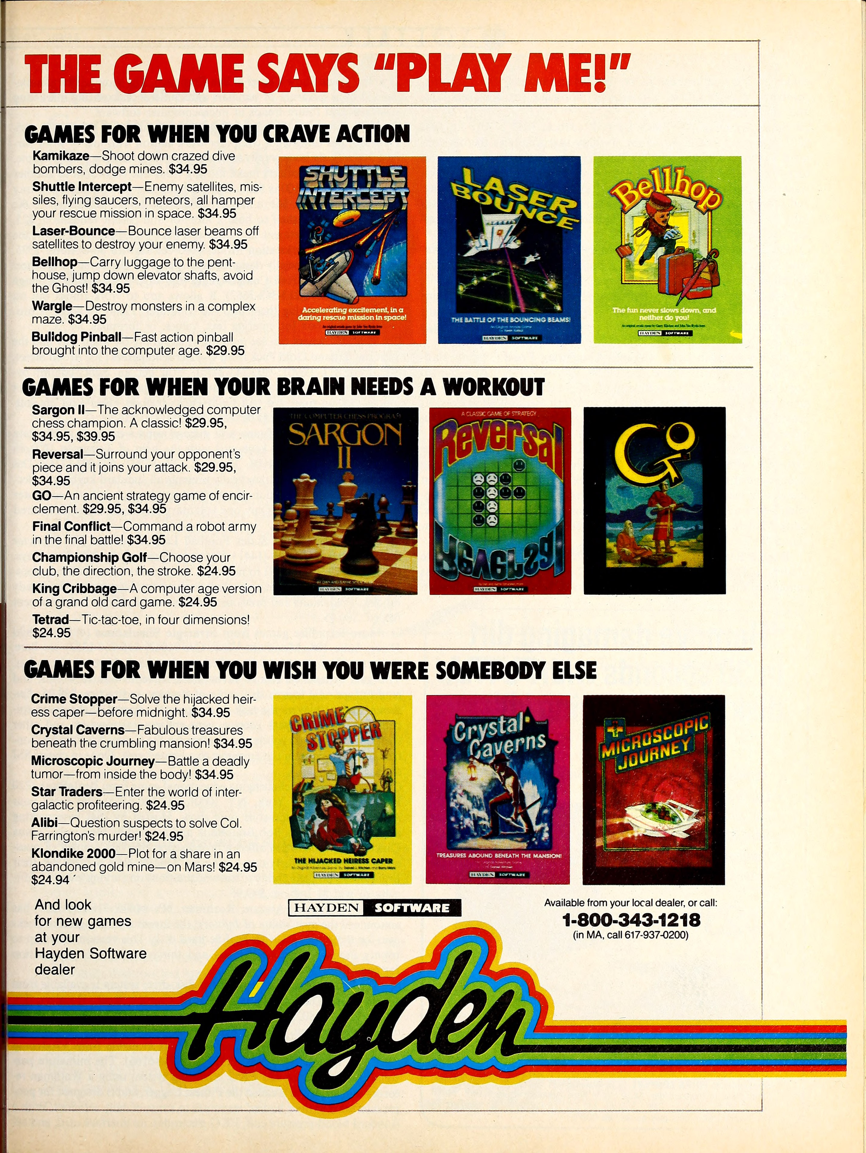 THE GAME SAYS “PLAY ME!”
GAMES FOR WHEN YOU CRAVE ACTION
Kamikaze—Shoot down crazed dive
bombers, dodge mines. $34.95
Shuttle Intercept—Enemy satellites, mis-
siles, flying saucers, meteors, all hamper
your rescue mission in space. $34.95
Laser-Bounce—Bounce laser beams off
satellites to destroy your enemy. $34.95
Bellhop—Carry luggage to the pent-
house, jump down elevator shafts, avoid
the Ghost! $34.95
Wargle—Destroy monsters in a complex
maze. $34.95
Bulldog Pinball—Fast action pinball
brought into the computer age. $29.95
SHUTTLE
INTERCEPT
Accelerating excitement, in a
daring rescue mission in space!
HAYDEN SOFTWARE
LASER
BOUNCE
THE BATTLE OF THE BOUNCING BEAMS!
HAYDEN SOFTWARE
Bellhop
The fun never slows down, and
neither do you!
HAYDEN SOFTWARE
GAMES FOR WHEN YOUR BRAIN NEEDS A WORKOUT
Sargon II—The acknowledged computer
chess champion. A classic! $29.95,
$34.95, $39.95
Reversal—Surround your opponent's
piece and it joins your attack. $29.95,
$34.95
GO—An ancient strategy game of encir-
clement. $29.95, $34.95
Final Conflict—Command a robot army
in the final battle! $34.95
Championship Golf—Choose your
club, the direction, the stroke. $24.95
King Cribbage—A computer age version
of a grand old card game. $24.95
Tetrad—Tic-tac-toe, in four dimensions!
$24.95
THE COMPUTER CHESS PROGRAM
SARGON
II
HAYDEN SOFTWARE
A CLASSIC GAME OF STRATEGY
Reversal
Reversal
HAYDEN SOFTWARE
GO
GAMES FOR WHEN YOU WISH YOU WERE SOMEBODY ELSE
Crime Stopper—Solve the hijacked heir-
ess caper—before midnight. $34.95
Crystal Caverns—Fabulous treasures
beneath the crumbling mansion! $34.95
Microscopic Journey—Battle a deadly
tumor—from inside the body! $34.95
Star Traders—Enter the world of inter-
galactic profiteering. $24.95
Alibi—Question suspects to solve Col.
Farrington's murder! $24.95
Klondike 2000—Plot for a share in an
abandoned gold mine—on Mars! $24.95
$24.94
CRIME
STOPPER
THE HIJACKED HEIRESS CAPER
HAYDEN SOFTWARE
Crystal
Caverns
TREASURES ABOUND BENEATH THE MANSION!
HAYDEN SOFTWARE
MICROSCOPIC
JOURNEY
And look
for new games
at your
Hayden Software
dealer
HAYDEN SOFTWARE
Available from your local dealer, or call:
1-800-343-1218
(in MA, call 617-937-0200)
Hayden